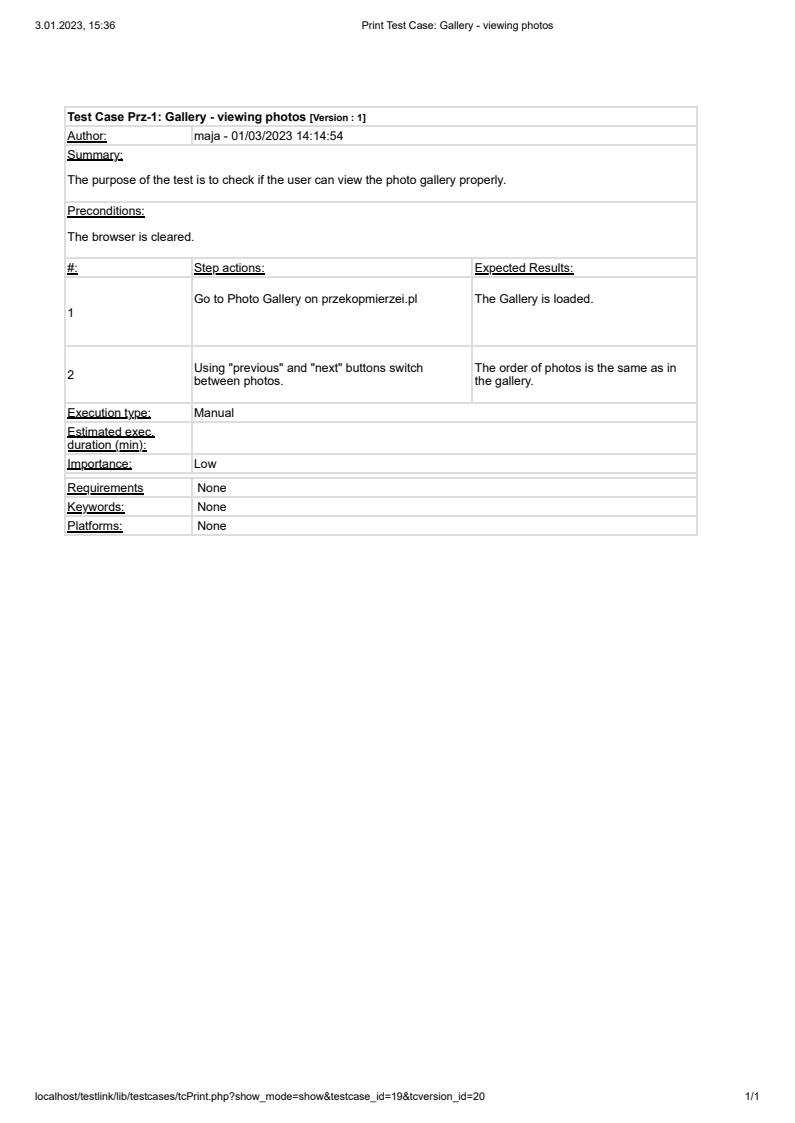 3.01.2023, 15:36 Print Test Case: Gallery - viewing photos
Test Case Prz-1: Gallery - viewing photos [Version : 1]
Author: maja - 01/03/2023 14:14:54
Summary:
The purpose of the test is to check if the user can view the photo gallery properly.
Preconditions:
The browser is cleared.
#: Step actions: Expected Results:
1 Go to Photo Gallery on przekopmierzei.pl The Gallery is loaded.
2 Using "previous" and "next" buttons switch The order of photos is the same as in
between photos. the gallery.
Execution type: Manual
Estimated exec.
duration (min):
Importance: Low
Requirements None
Keywords: None
Platforms: None
localhost/testlink/lib/testcases/tcPrint.php?show_mode=show&testcase_id=19&tcversion_id=20 1/1